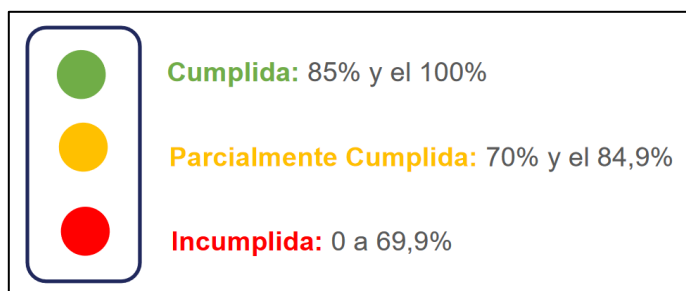 Cumplida: 85% y el 100%
Parcialmente Cumplida: 70% y el 84,9%
Incumplida: 0 a 69,9%